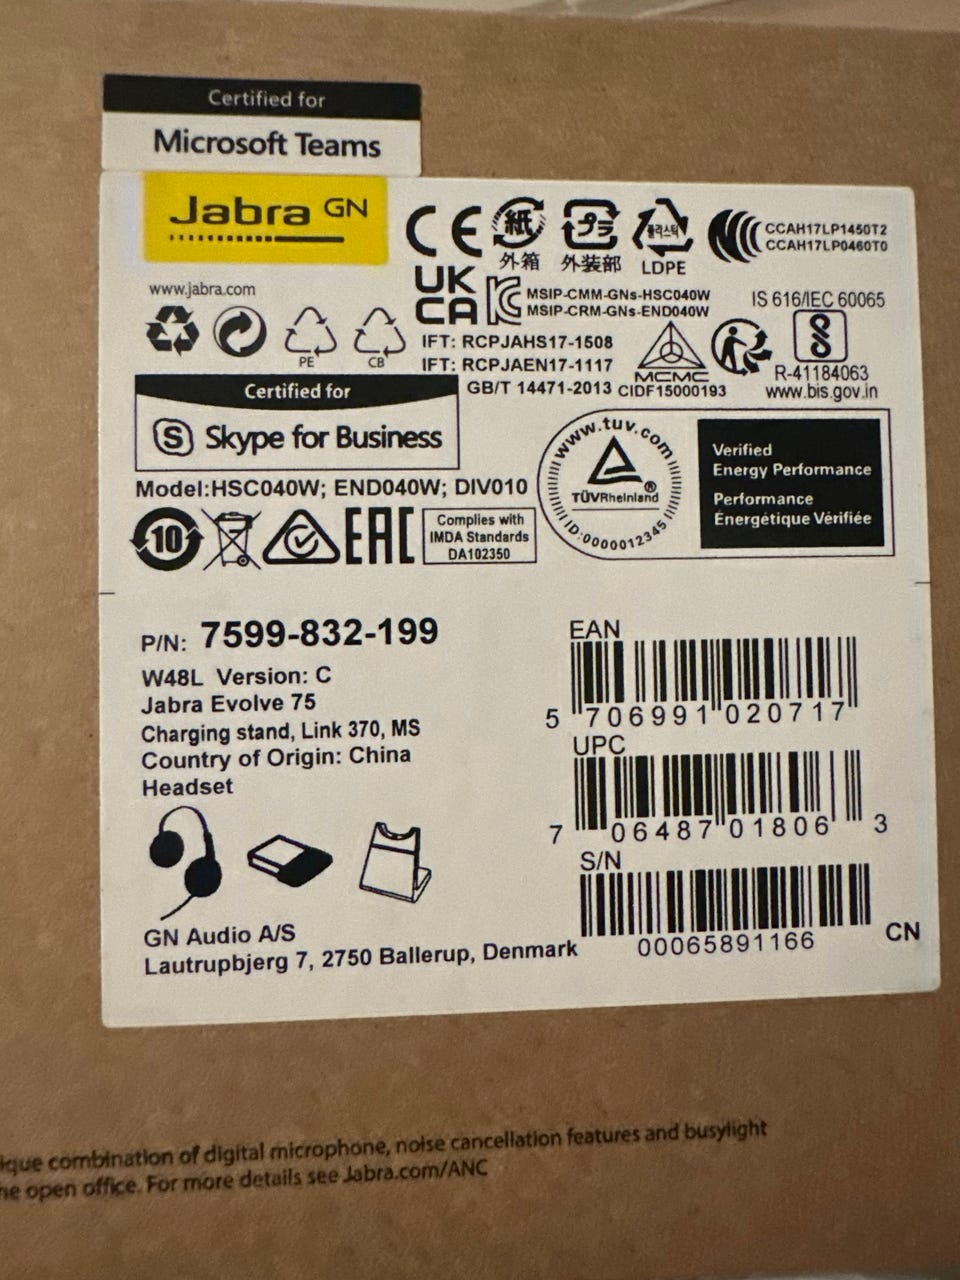 Certified for
Microsoft Teams
Jabra GN
www.jabra.com
CE
紙
外箱
プラ
外装部
플라스틱
LDPE
CCAH17LP1450T2
CCAH17LP0460T0
UK
CA
MSIP-CMM-GNs-HSC040W
MSIP-CRM-GNs-END040W
IS 616/IEC 60065
PE
CB
IFT: RCPJAHS17-1508
IFT: RCPJAEN17-1117
GB/T 14471-2013
MCMC
CIDF15000193
R-41184063
www.bis.gov.in
Certified for
Skype for Business
Model:HSC040W; END040W; DIV010
10
EAC
Complies with
IMDA Standards
DA102350
www.tuv.com
TÜVRheinland®
ID:0000012345
Verified
Energy Performance
Performance
Énergétique Vérifiée
P/N: 7599-832-199
W48L Version: C
Jabra Evolve 75
Charging stand, Link 370, MS
Country of Origin: China
Headset
EAN
5 706991 020717
UPC
7 06487 01806 3
S/N
00065891166
CN
GN Audio A/S
Lautrupbjerg 7, 2750 Ballerup, Denmark
combination of digital microphone, noise cancellation features and busylight
open office. For more details see Jabra.com/ANC